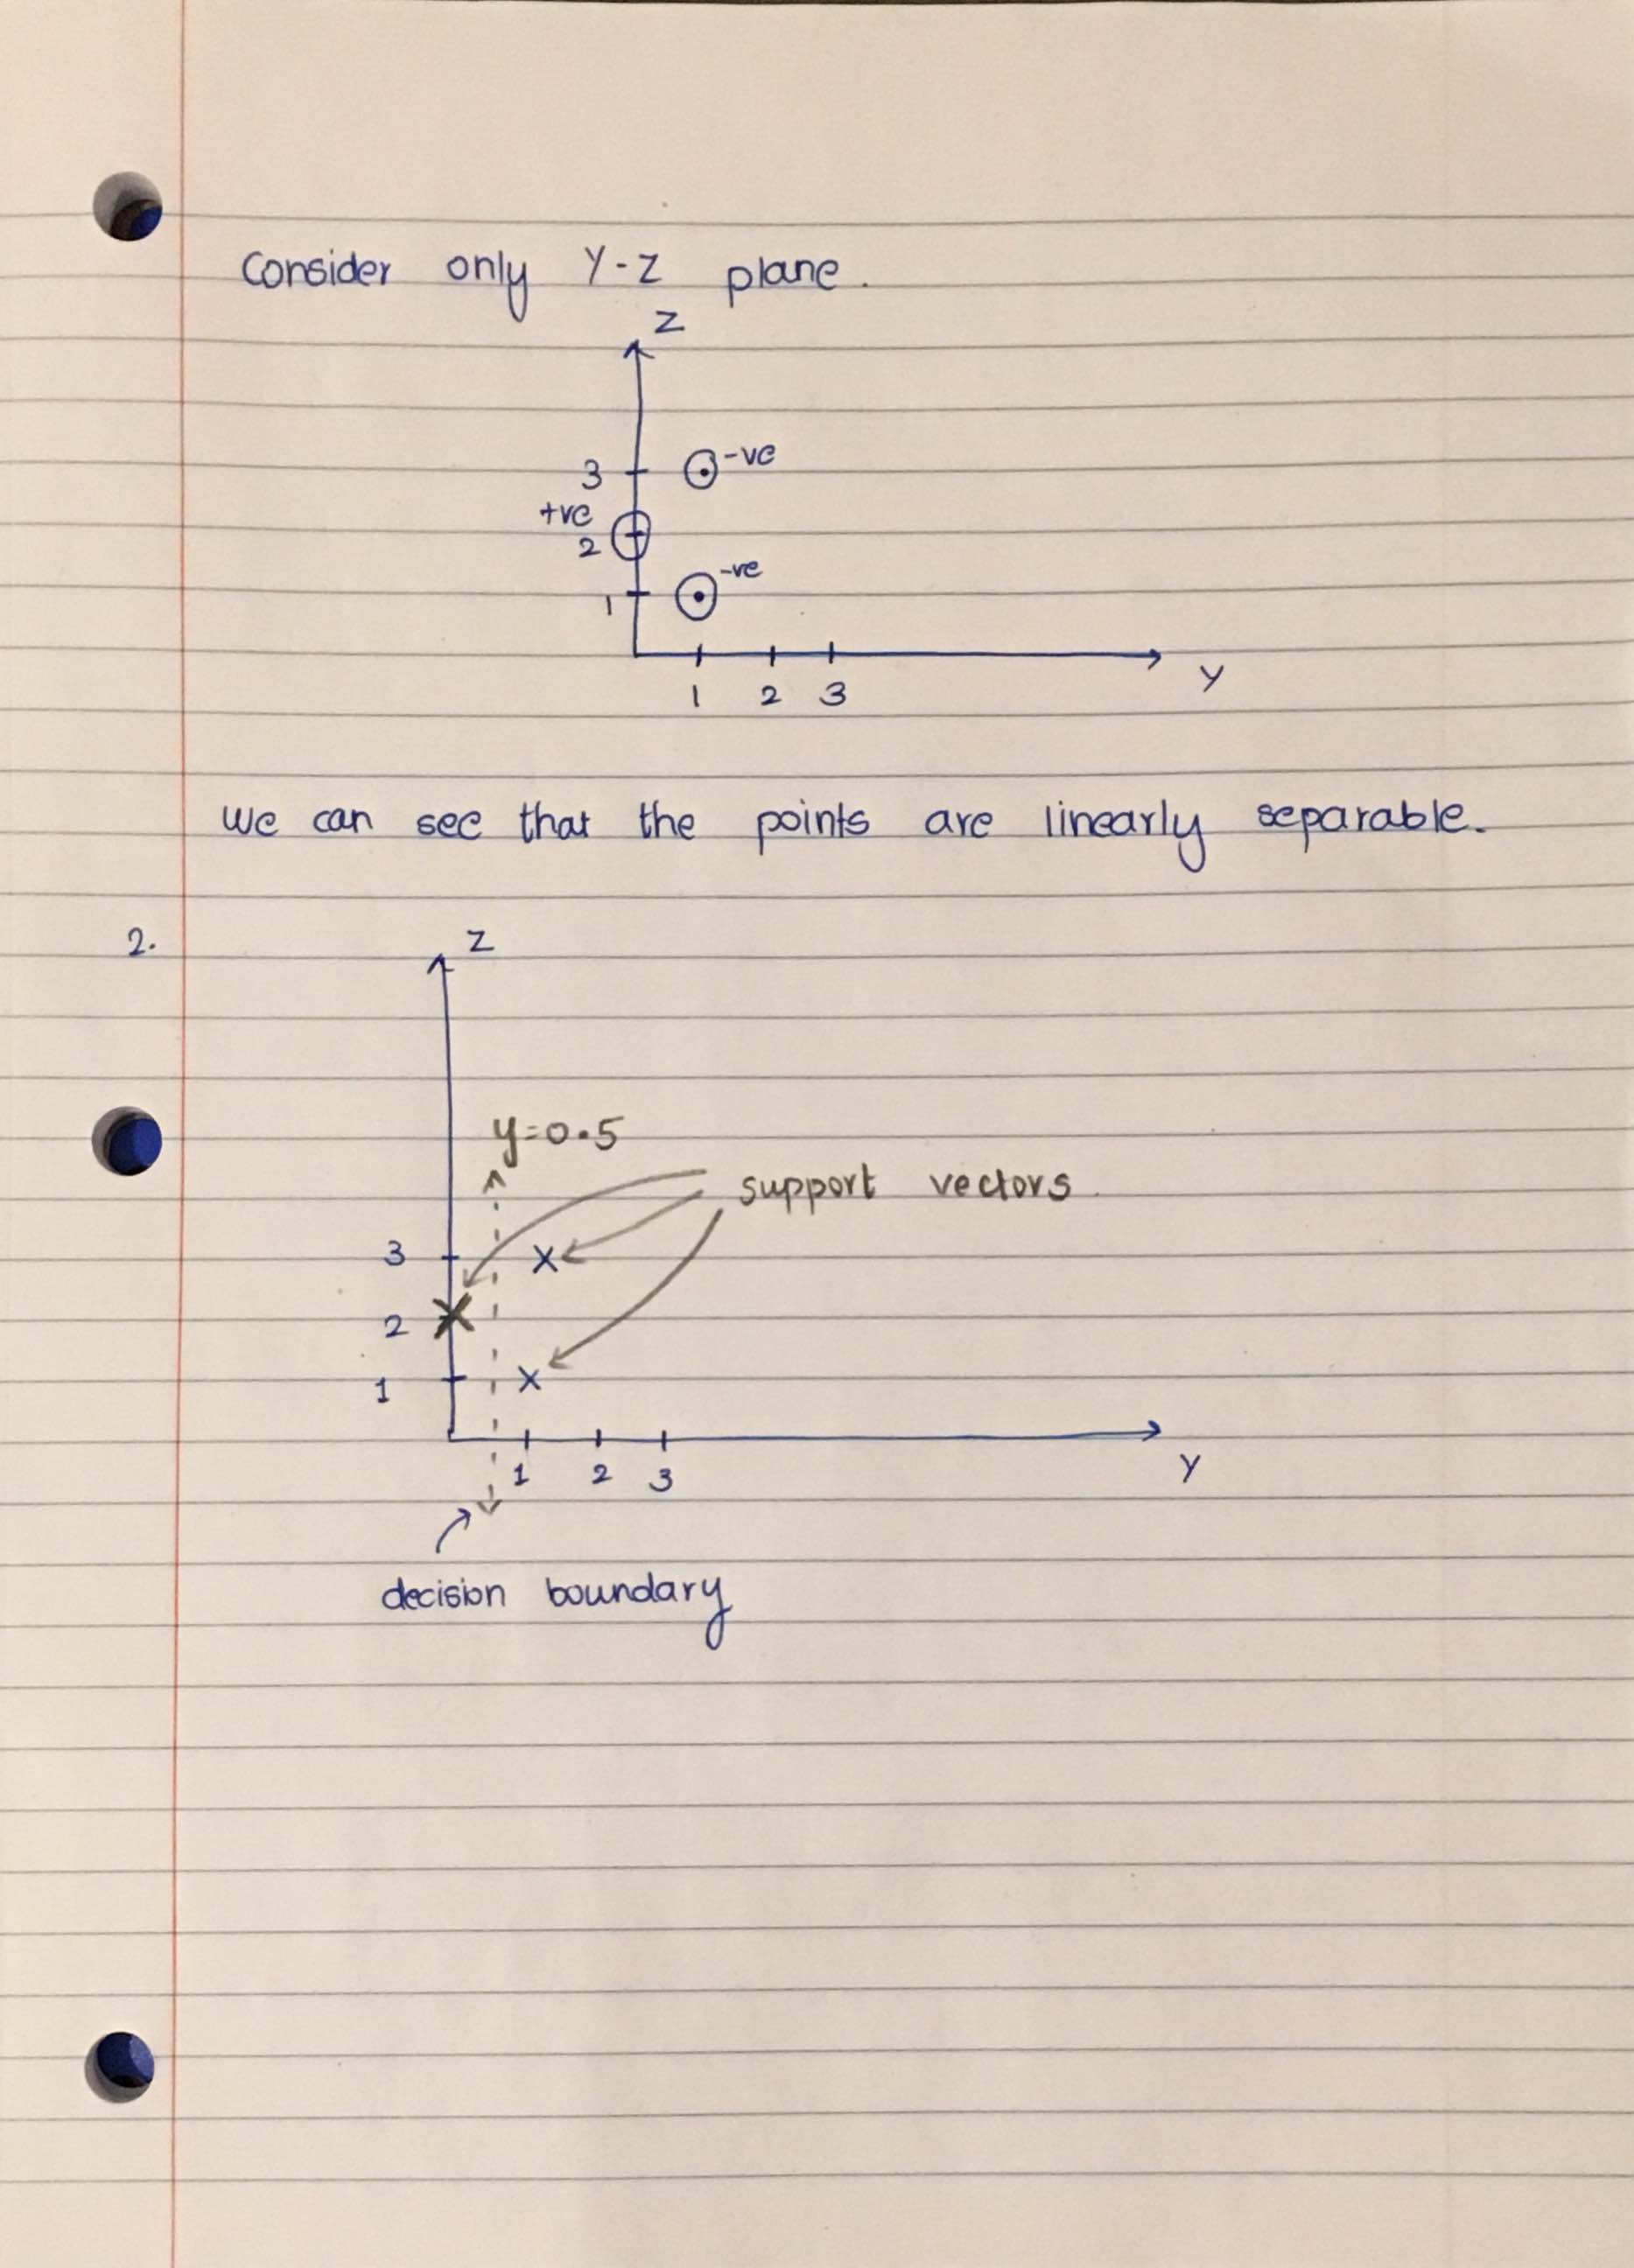 Consider only Y-Z plane.
Z
3 -ve
+ve
2
-ve
1
1 2 3
Y
We can see that the points are linearly separable.
2.
Z
y=0.5
support vectors
3
2
1
1 2 3
Y
decision boundary